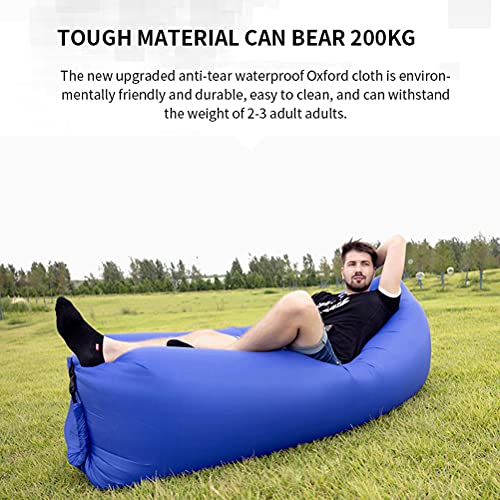 TOUGH MATERIAL CAN BEAR 200KG
The new upgraded anti-tear waterproof Oxford cloth is environ-
mentally friendly and durable, easy to clean, and can withstand
the weight of 2-3 adult adults.